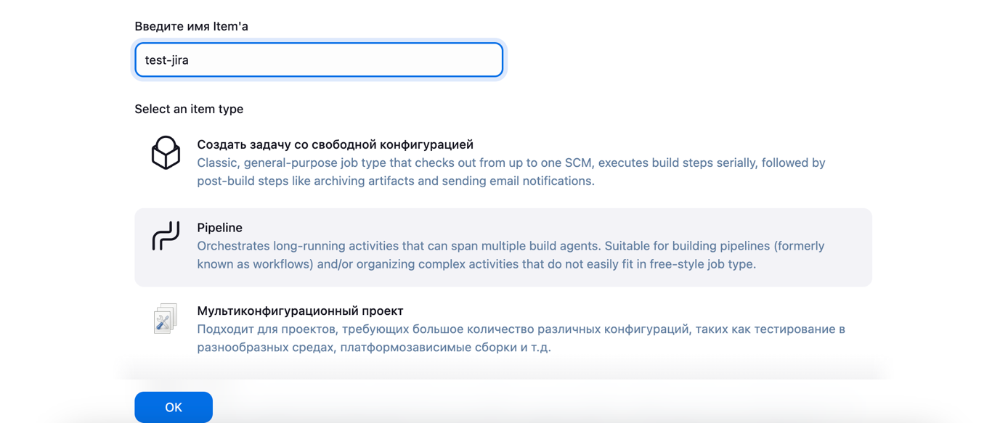 Введите имя Item'а
test-jira
Select an item type
Создать задачу со свободной конфигурацией
Classic, general-purpose job type that checks out from up to one SCM, executes build steps serially, followed by
post-build steps like archiving artifacts and sending email notifications.
Pipeline
Orchestrates long-running activities that can span multiple build agents. Suitable for building pipelines (formerly
known as workflows) and/or organizing complex activities that do not easily fit in free-style job type.
Мультиконфигурационный проект
Подходит для проектов, требующих большое количество различных конфигураций, таких как тестирование в
разнообразных средах, платформозависимые сборки и т.д.
OK